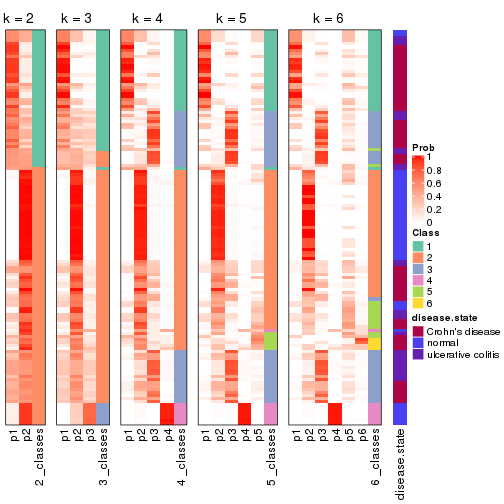 k = 2
k = 3
k = 4
k = 5
k = 6
Prob
1
0.8
0.6
0.4
0.2
0
Class
1
2
3
4
5
6
disease.state
Crohn's disease
normal
ulcerative colitis
p1
p2
2_classes
p1
p2
p3
3_classes
p1
p2
p3
p4
4_classes
p1
p2
p3
p4
p5
5_classes
p1
p2
p3
p4
p5
p6
6_classes
disease.state